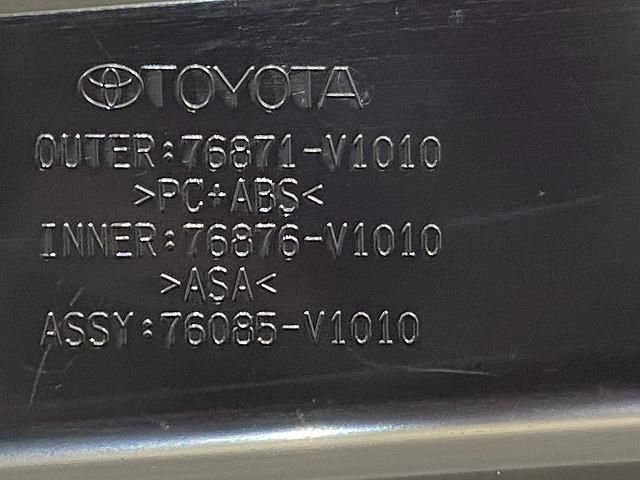 TOYOTA
OUTER:76871-V1010
>PC+ABS<
INNER:76876-V1010
>ASA<
ASSY:76085-V1010